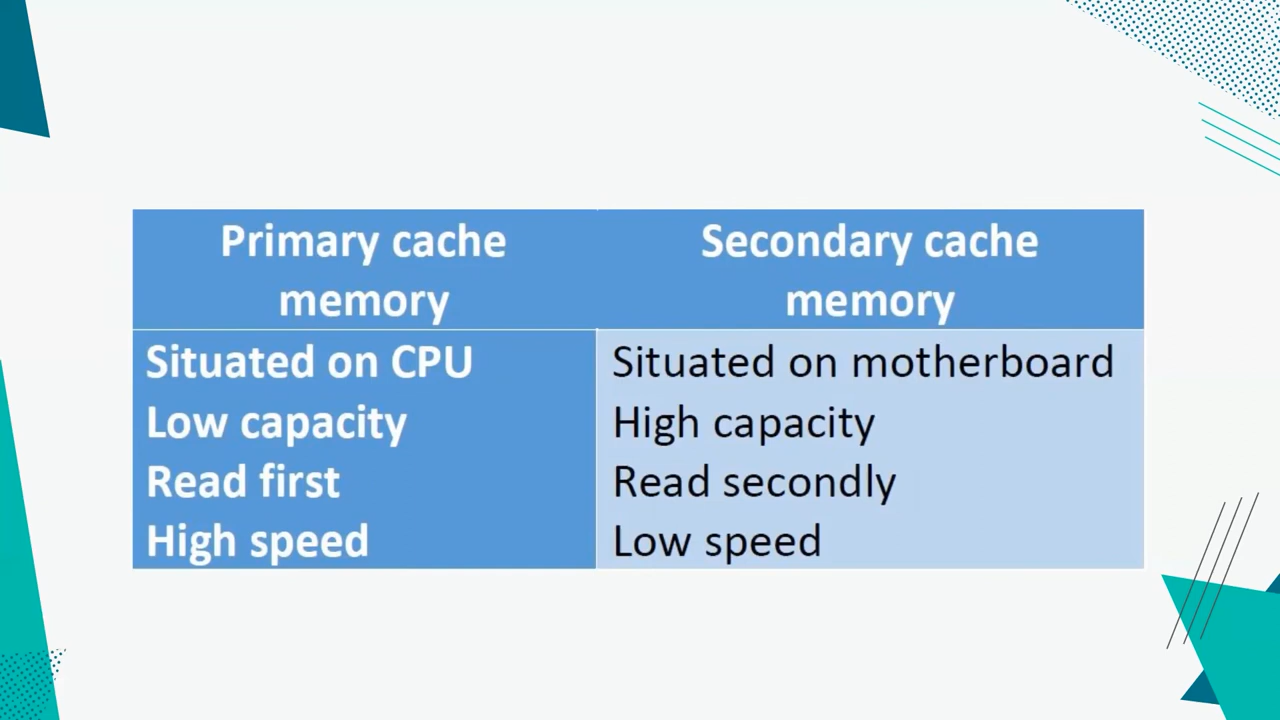 Primary cache
memory
Secondary cache
memory
Situated on CPU
Low capacity
Read first
High speed
Situated on motherboard
High capacity
Read secondly
Low speed